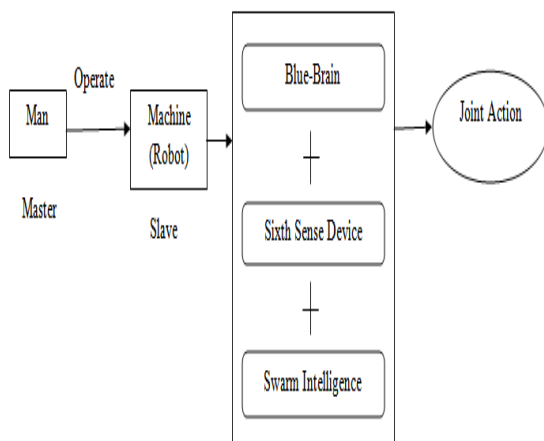 Operate
Man
Master
Machine
(Robot)
Slave
Blue-Brain
+
Sixth Sense Device
+
Swarm Intelligence
Joint Action